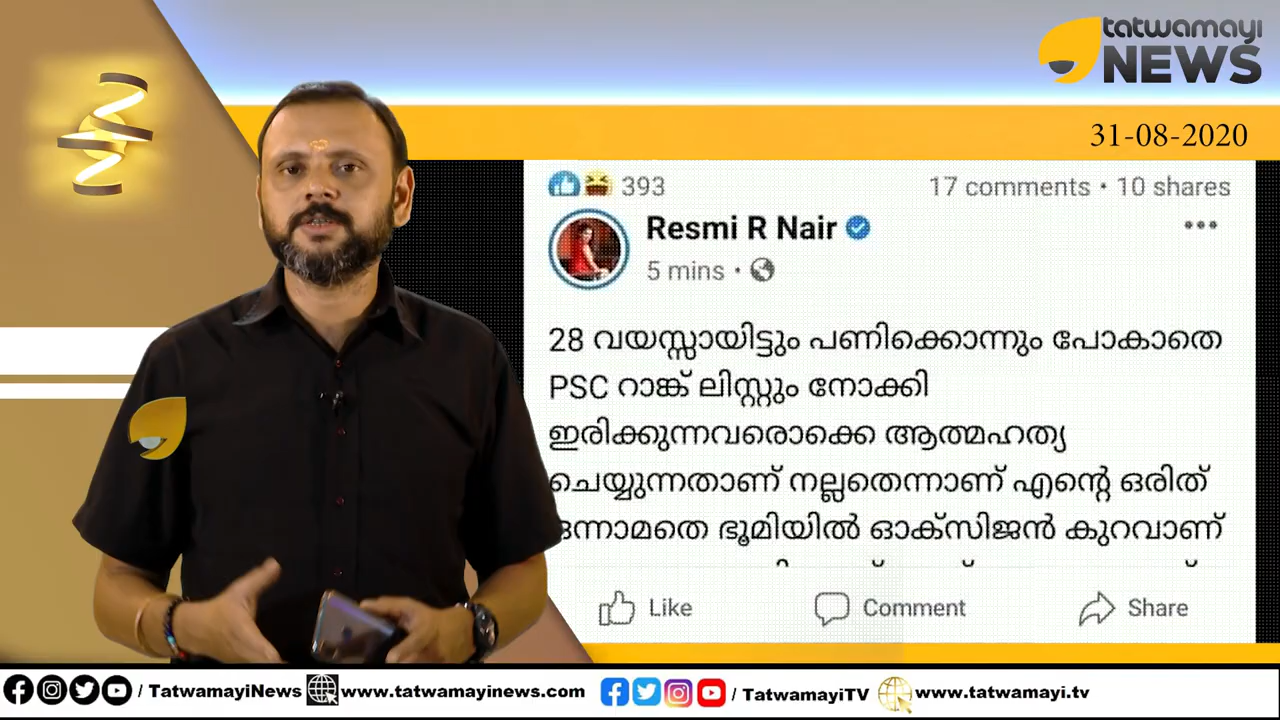 tatwamayi
NEWS
31-08-2020
393 17 comments • 10 shares
Resmi R Nair
5 mins •
28 വയസ്സായിട്ടും പണിക്കൊന്നും പോകാതെ
PSC റാങ്ക് ലിസ്റ്റും നോക്കി
ഇരിക്കുന്നവരൊക്കെ ആത്മഹത്യ
ചെയ്യുന്നതാണ് നല്ലതെന്നാണ് എന്റെ ഒരിത്
ഒന്നാമതെ ഭൂമിയിൽ ഓക്സിജൻ കുറവാണ്
Like Comment Share
/ TatwamayiNews www.tatwamayinews.com / TatwamayiTV www.tatwamayi.tv